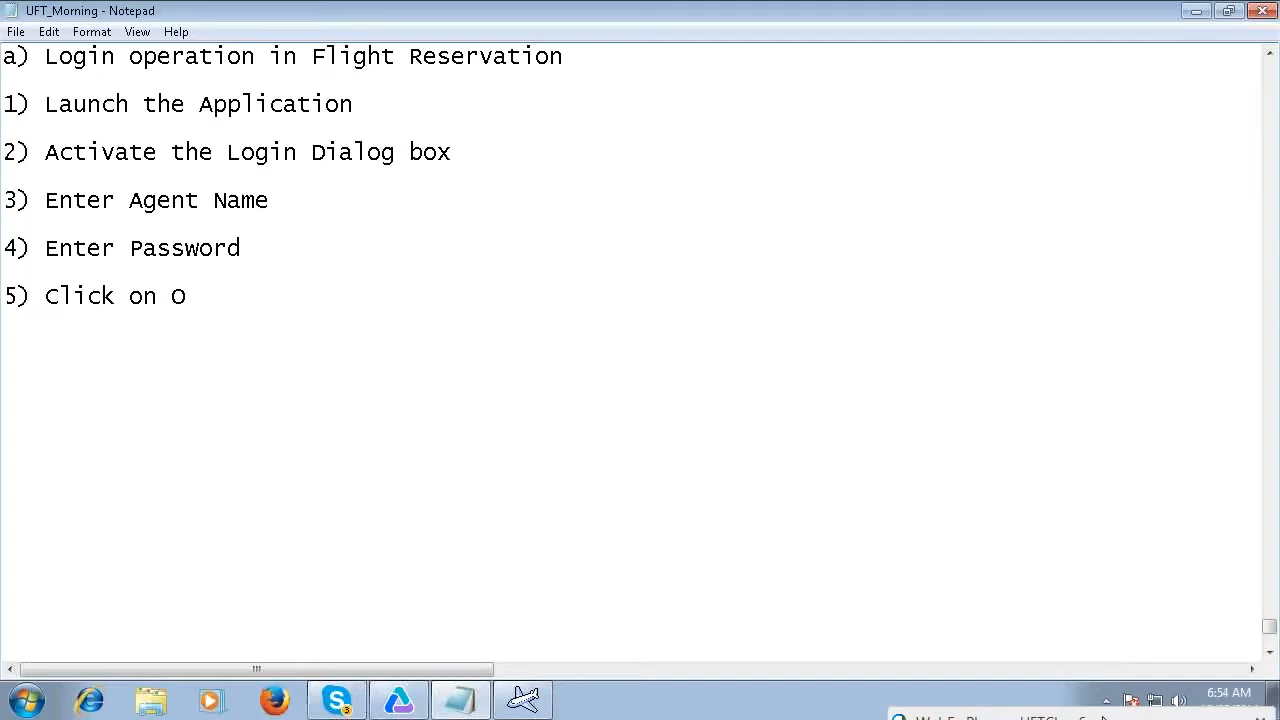 UFT_Morning - Notepad
File Edit Format View Help
a) Login operation in Flight Reservation
1) Launch the Application
2) Activate the Login Dialog box
3) Enter Agent Name
4) Enter Password
5) Click on O
3
6:54 AM